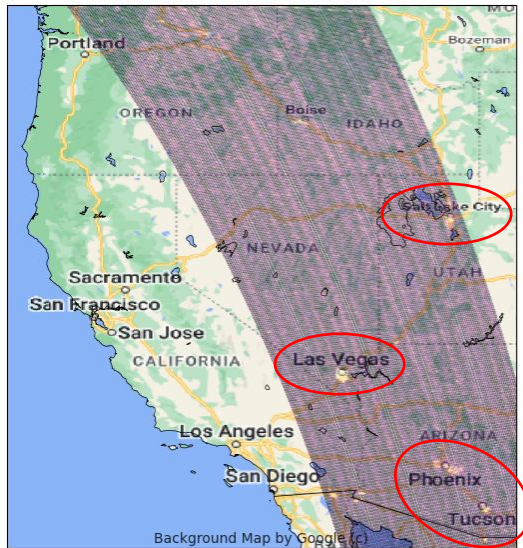 MO
Portland
Bozeman
OREGON
Boise
IDAHO
Salt Lake City
NEVADA
UTAH
Sacramento
San Francisco
San Jose
Las Vegas
CALIFORNIA
Los Angeles
ARIZONA
San Diego
Phoenix
Tucson
Background Map by Google (c)